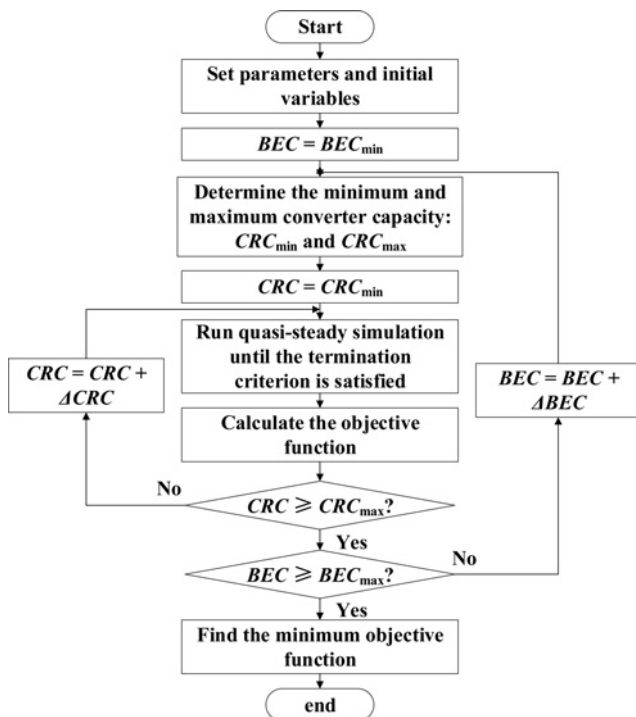 Start
Set parameters and initial
variables
BEC = BECmin
Determine the minimum and
maximum converter capacity:
CRCmin and CRCmax
CRC = CRCmin
Run quasi-steady simulation
until the termination
criterion is satisfied
CRC = CRC +
ΔCRC
BEC = BEC +
ΔBEC
Calculate the objective
function
No
CRC ⩾ CRCmax?
Yes
No
BEC ⩾ BECmax?
Yes
Find the minimum objective
function
end